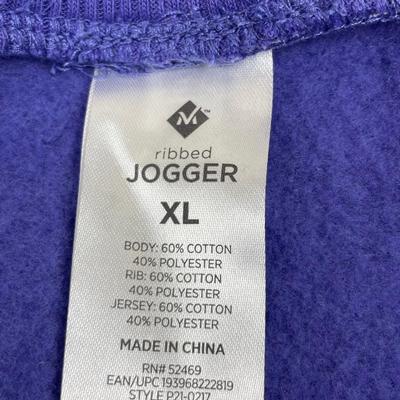 M™
ribbed
JOGGER
XL
BODY: 60% COTTON
40% POLYESTER
RIB: 60% COTTON
40% POLYESTER
JERSEY: 60% COTTON
40% POLYESTER
MADE IN CHINA
RN# 52469
EAN/UPC 193968222819
STYLE P21-0217